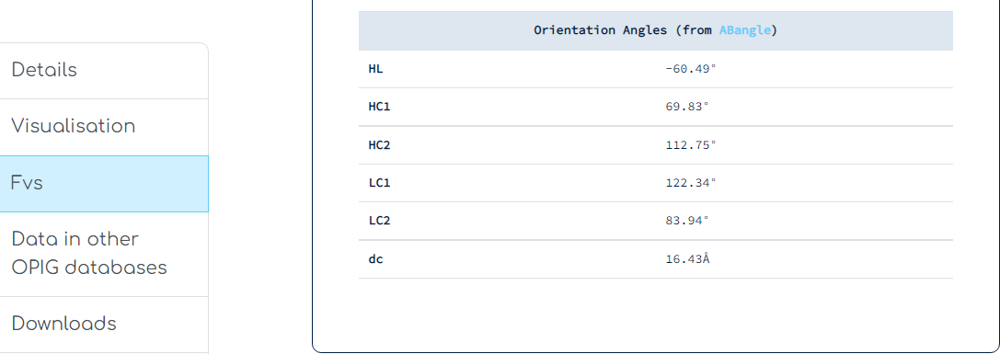 Details
Visualisation
Fvs
Data in other
OPIG databases
Downloads
Orientation Angles (from ABangle)
HL -60.49°
HC1 69.83°
HC2 112.75°
LC1 122.34°
LC2 83.94°
dc 16.43Å